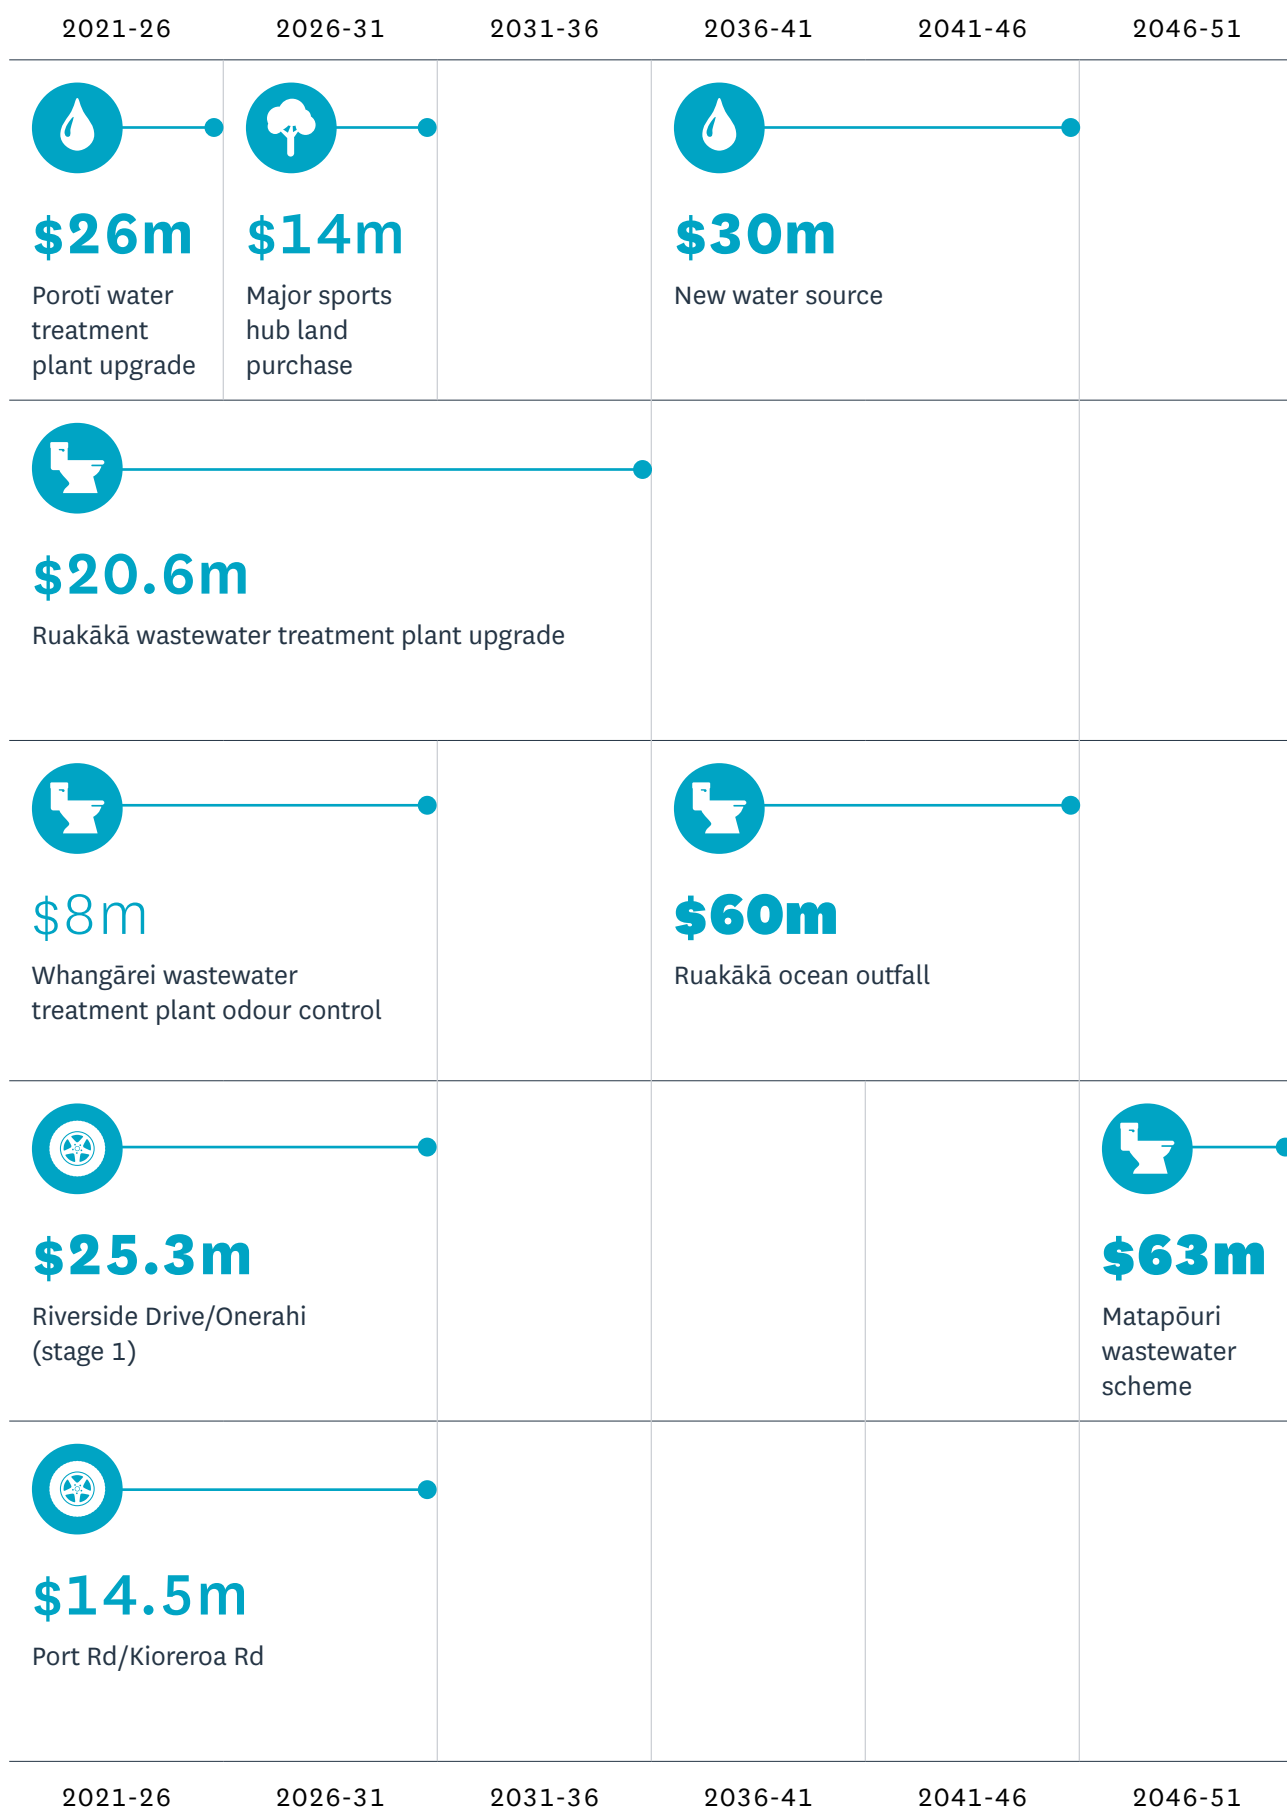 2021-26 2026-31 2031-36 2036-41 2041-46 2046-51
$26m
Porotī water
treatment
plant upgrade
$14m
Major sports
hub land
purchase
$30m
New water source
$20.6m
Ruakākā wastewater treatment plant upgrade
$8m
Whangārei wastewater
treatment plant odour control
$60m
Ruakākā ocean outfall
$25.3m
Riverside Drive/Onerahi
(stage 1)
$63m
Matapōuri
wastewater
scheme
$14.5m
Port Rd/Kioreroa Rd
2021-26 2026-31 2031-36 2036-41 2041-46 2046-51